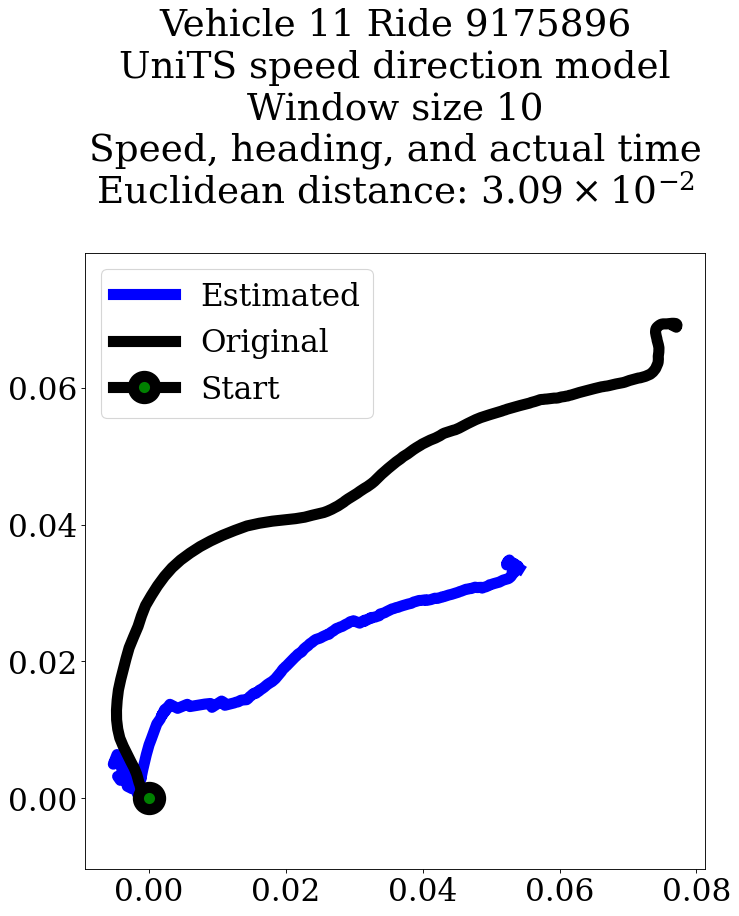 Vehicle 11 Ride 9175896
UniTS speed direction model
Window size 10
Speed, heading, and actual time
Euclidean distance: 3.09 × 10⁻²
Estimated
Original
Start
0.06
0.04
0.02
0.00
0.00 0.02 0.04 0.06 0.08